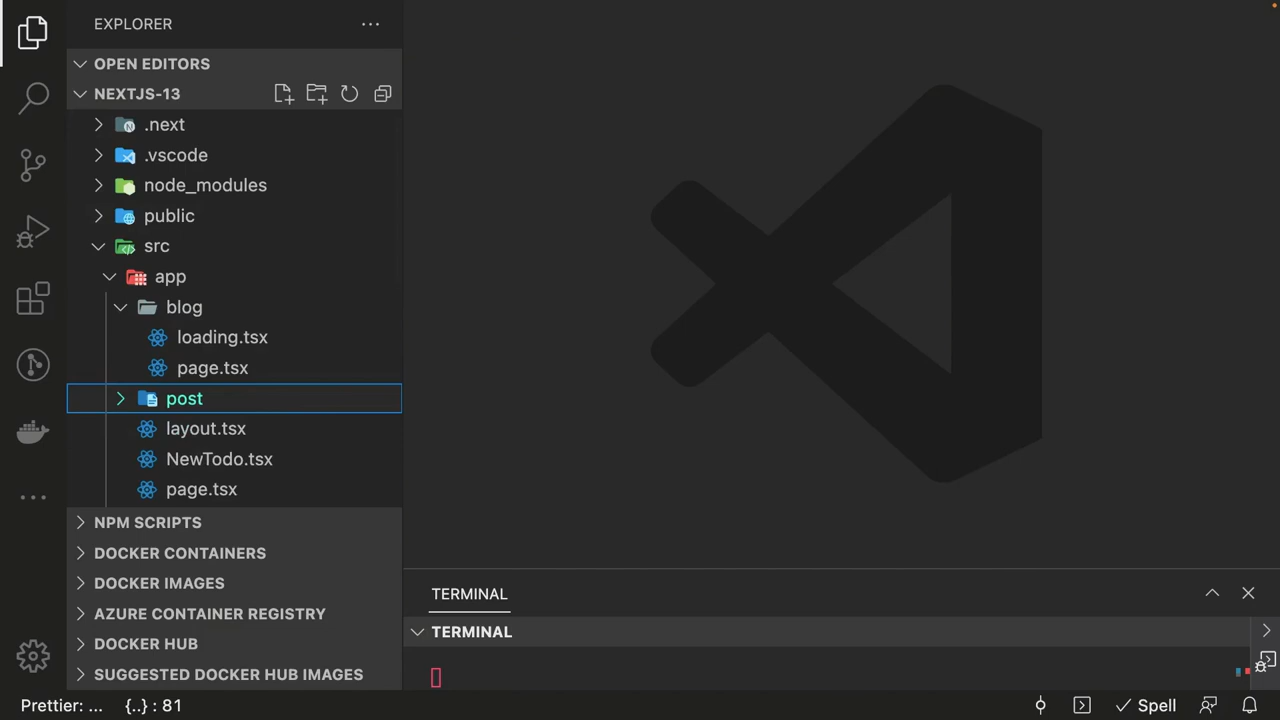 EXPLORER
OPEN EDITORS
NEXTJS-13
.next
.vscode
node_modules
public
src
app
blog
loading.tsx
page.tsx
post
layout.tsx
NewTodo.tsx
page.tsx
NPM SCRIPTS
DOCKER CONTAINERS
DOCKER IMAGES
AZURE CONTAINER REGISTRY
DOCKER HUB
SUGGESTED DOCKER HUB IMAGES
TERMINAL
TERMINAL
Prettier: ... {..} : 81 Spell